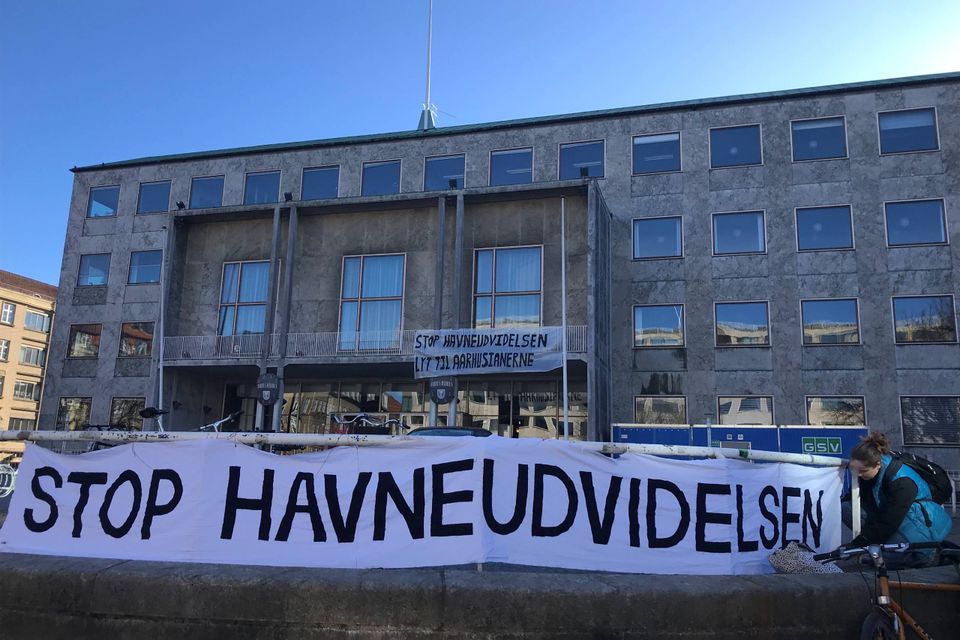 STOP HAVNEUDVIDELSEN
LYT TIL AARHUSIANERNE
GSV
STOP HAVNEUDVIDELSEN